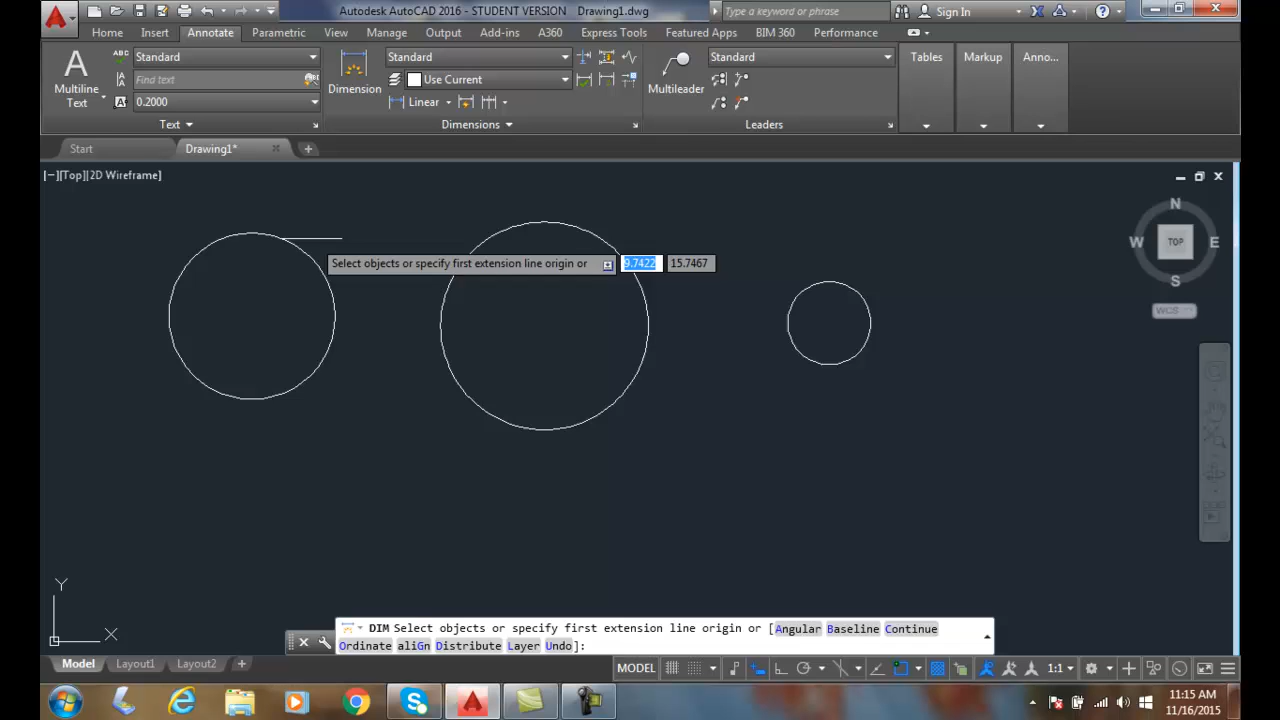 Autodesk AutoCAD 2016 - STUDENT VERSION Drawing1.dwg
Type a keyword or phrase
Sign In
Home Insert Annotate Parametric View Manage Output Add-ins A360 Express Tools Featured Apps BIM 360 Performance
Standard
Find text
0.2000
Multiline
Text
Text
Dimension
Standard
Use Current
Linear
Dimensions
Multileader
Standard
Leaders
Tables
Markup
Anno...
Start
Drawing1*
[−][Top][2D Wireframe]
N
W TOP E
S
WCS
Select objects or specify first extension line origin or 9.7422 15.7467
Y
X
DIM Select objects or specify first extension line origin or [Angular Baseline Continue
Ordinate aliGn Distribute Layer Undo]:
Model Layout1 Layout2
MODEL
1:1
11:15 AM
11/16/2015